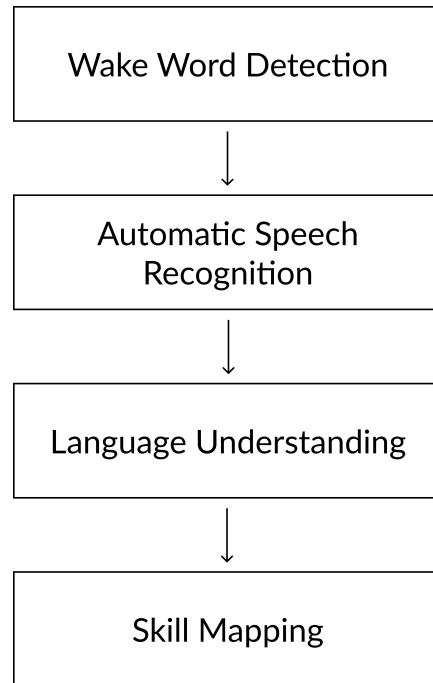 Wake Word Detection
Automatic Speech
Recognition
Language Understanding
Skill Mapping